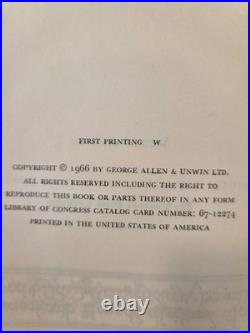 FIRST PRINTING W
COPYRIGHT © 1966 BY GEORGE ALLEN & UNWIN LTD.
ALL RIGHTS RESERVED INCLUDING THE RIGHT TO
REPRODUCE THIS BOOK OR PARTS THEREOF IN ANY FORM
LIBRARY OF CONGRESS CATALOG CARD NUMBER: 67-12274
PRINTED IN THE UNITED STATES OF AMERICA